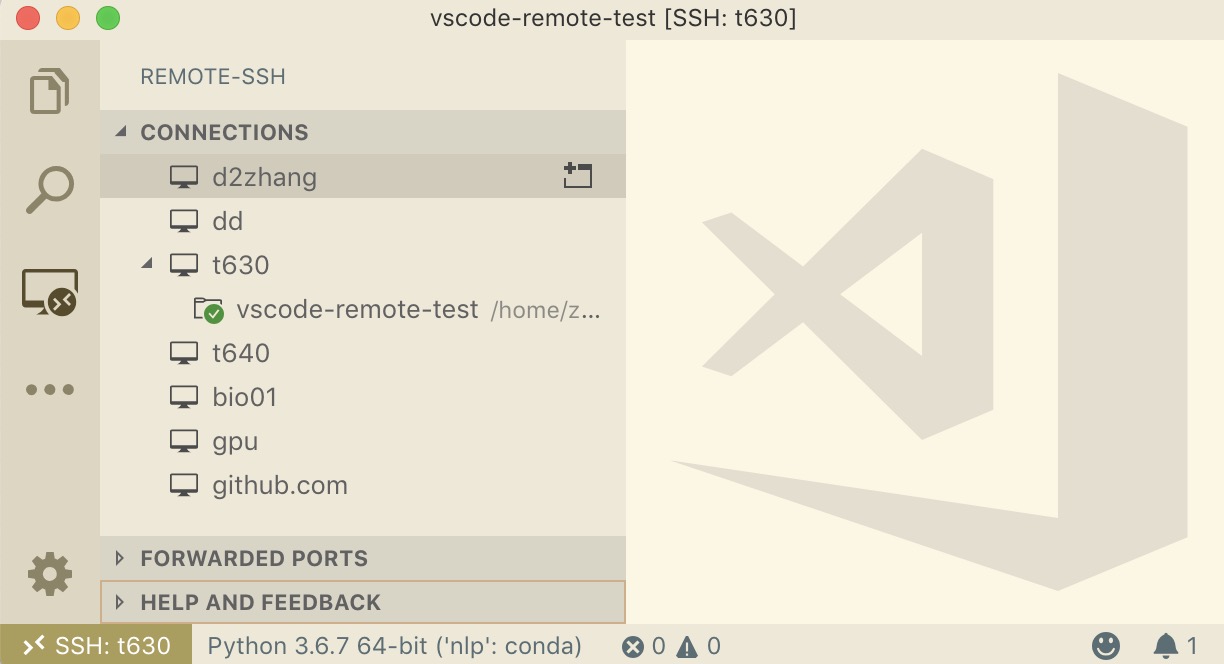 vscode-remote-test [SSH: t630]
REMOTE-SSH
CONNECTIONS
d2zhang
dd
t630
vscode-remote-test /home/z...
t640
bio01
gpu
github.com
FORWARDED PORTS
HELP AND FEEDBACK
SSH: t630 Python 3.6.7 64-bit ('nlp': conda) 0 0 1